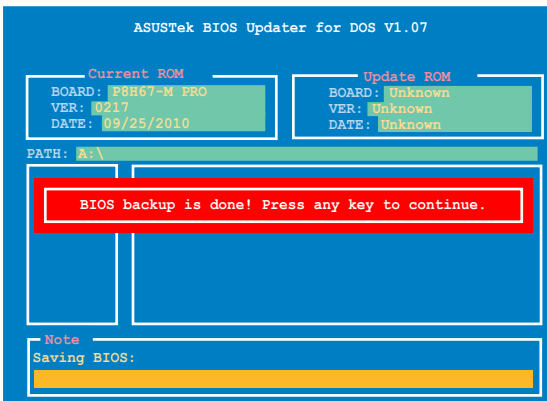 ASUSTek BIOS Updater for DOS V1.07
Current ROM
BOARD: P8H67-M PRO
VER: 0217
DATE: 09/25/2010
Update ROM
BOARD: Unknown
VER: Unknown
DATE: Unknown
PATH: A:\
BIOS backup is done! Press any key to continue.
Note
Saving BIOS: